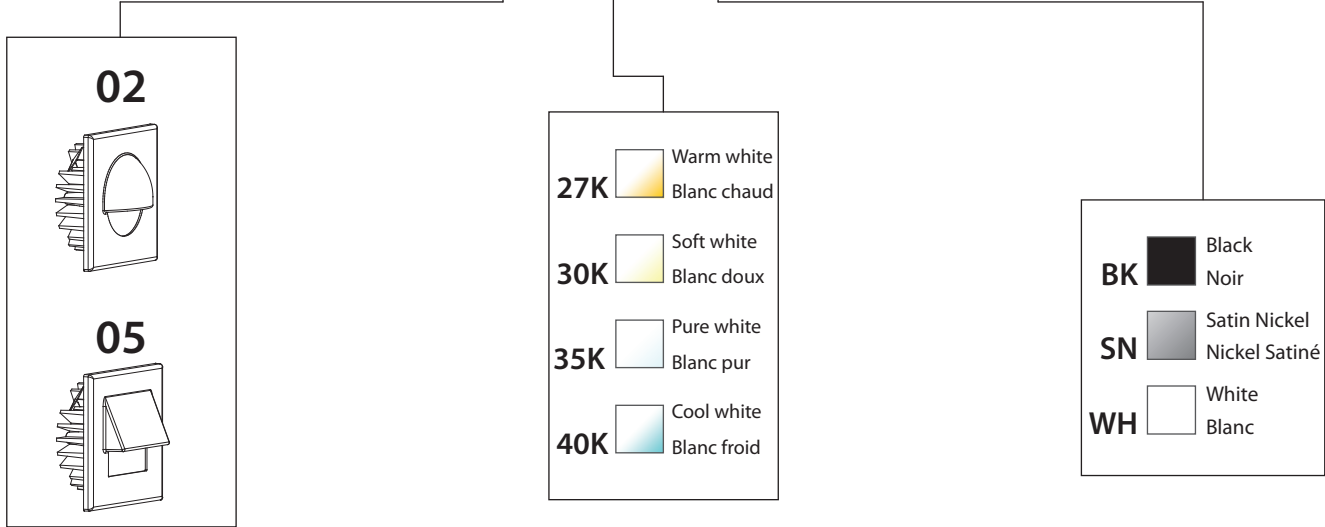 02
05
27K
Warm white
Blanc chaud
30K
Soft white
Blanc doux
35K
Pure white
Blanc pur
40K
Cool white
Blanc froid
BK
Black
Noir
SN
Satin Nickel
Nickel Satiné
WH
White
Blanc